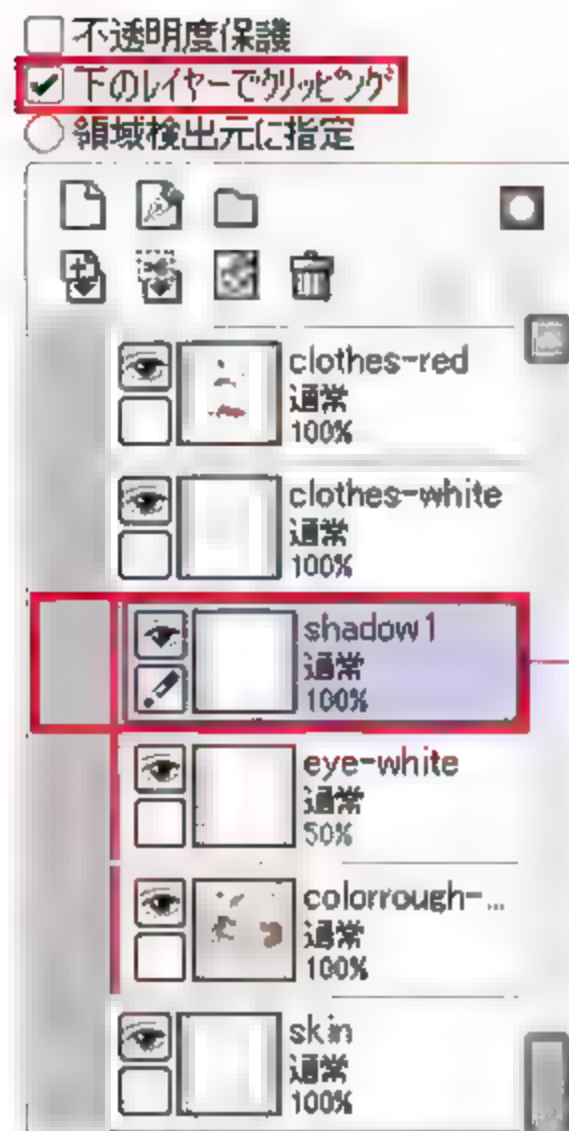 不透明度保護
下のレイヤーでクリッピング
領域検出元に指定
clothes-red
通常
100%
clothes-white
通常
100%
shadow1
通常
100%
eye-white
通常
50%
colorrough-...
通常
100%
skin
通常
100%